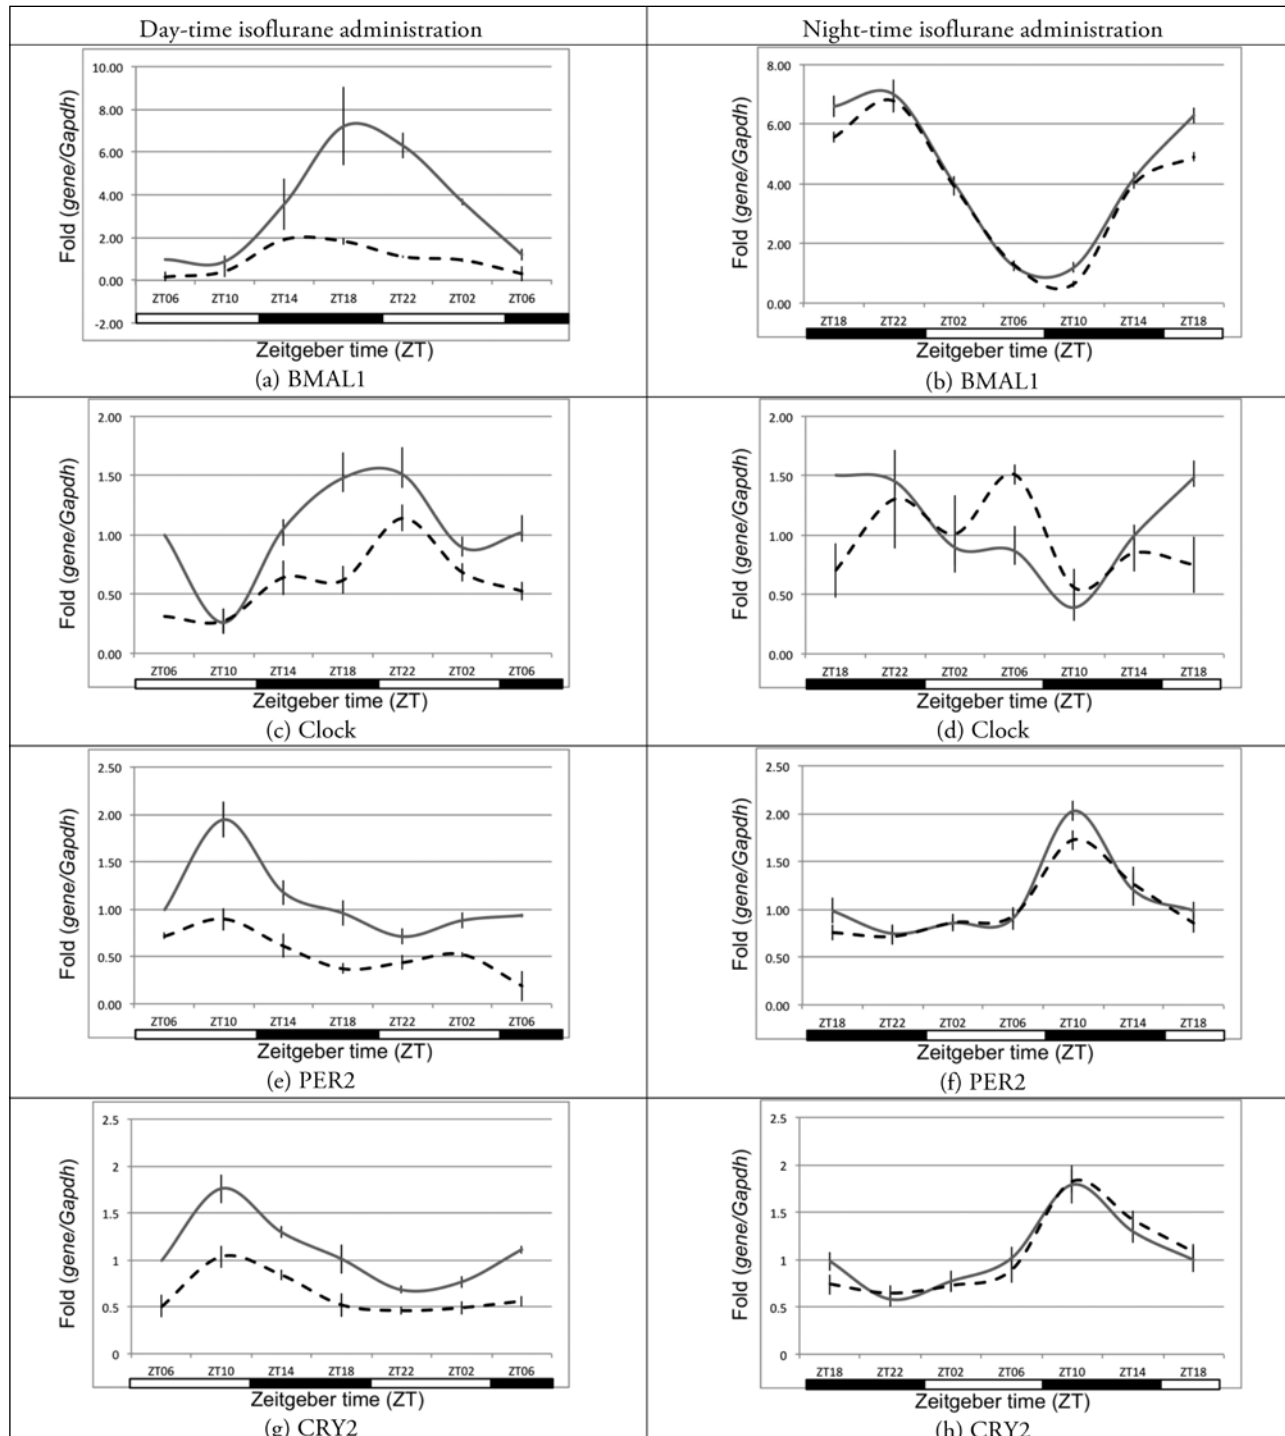 Day-time isoflurane administration
Night-time isoflurane administration
Fold (gene/Gapdh)
10.00
8.00
6.00
4.00
2.00
0.00
-2.00
ZT06 ZT10 ZT14 ZT18 ZT22 ZT02 ZT06
Zeitgeber time (ZT)
(a) BMAL1
Fold (gene/Gapdh)
8.00
6.00
4.00
2.00
0.00
ZT18 ZT22 ZT02 ZT06 ZT10 ZT14 ZT18
Zeitgeber time (ZT)
(b) BMAL1
Fold (gene/Gapdh)
2.00
1.50
1.00
0.50
0.00
ZT06 ZT10 ZT14 ZT18 ZT22 ZT02 ZT06
Zeitgeber time (ZT)
(c) Clock
Fold (gene/Gapdh)
2.00
1.50
1.00
0.50
0.00
ZT18 ZT22 ZT02 ZT06 ZT10 ZT14 ZT18
Zeitgeber time (ZT)
(d) Clock
Fold (gene/Gapdh)
2.50
2.00
1.50
1.00
0.50
0.00
ZT06 ZT10 ZT14 ZT18 ZT22 ZT02 ZT06
Zeitgeber time (ZT)
(e) PER2
Fold (gene/Gapdh)
2.50
2.00
1.50
1.00
0.50
0.00
ZT18 ZT22 ZT02 ZT06 ZT10 ZT14 ZT18
Zeitgeber time (ZT)
(f) PER2
Fold (gene/Gapdh)
2.5
2
1.5
1
0.5
0
ZT06 ZT10 ZT14 ZT18 ZT22 ZT02 ZT06
Zeitgeber time (ZT)
(g) CRY2
Fold (gene/Gapdh)
2.5
2
1.5
1
0.5
0
ZT18 ZT22 ZT02 ZT06 ZT10 ZT14 ZT18
Zeitgeber time (ZT)
(h) CRY2